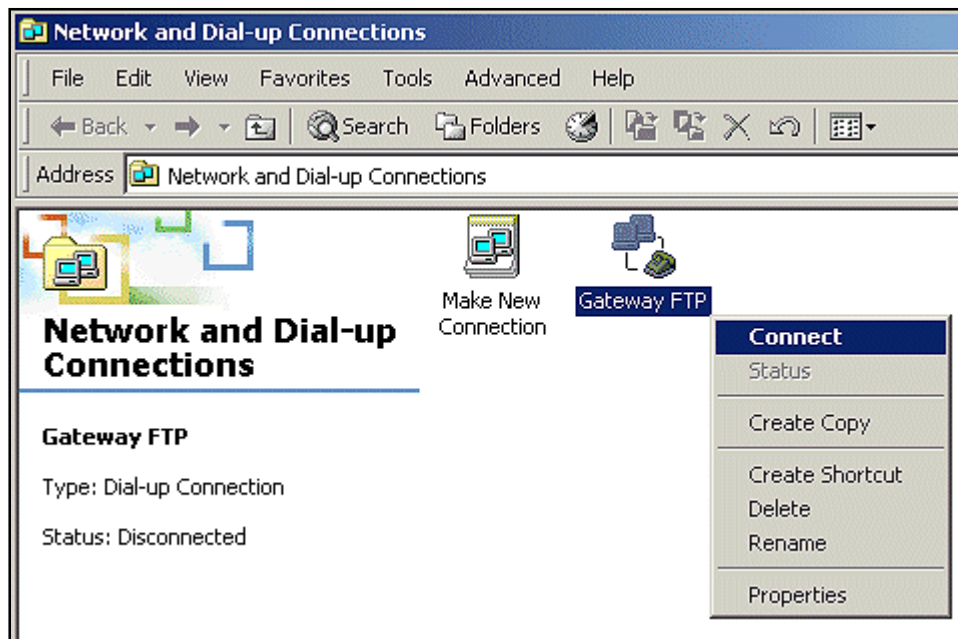 Network and Dial-up Connections
File Edit View Favorites Tools Advanced Help
Back Search Folders
Address Network and Dial-up Connections
Make New
Connection
Gateway FTP
Network and Dial-up
Connections
Gateway FTP
Type: Dial-up Connection
Status: Disconnected
Connect
Status
Create Copy
Create Shortcut
Delete
Rename
Properties